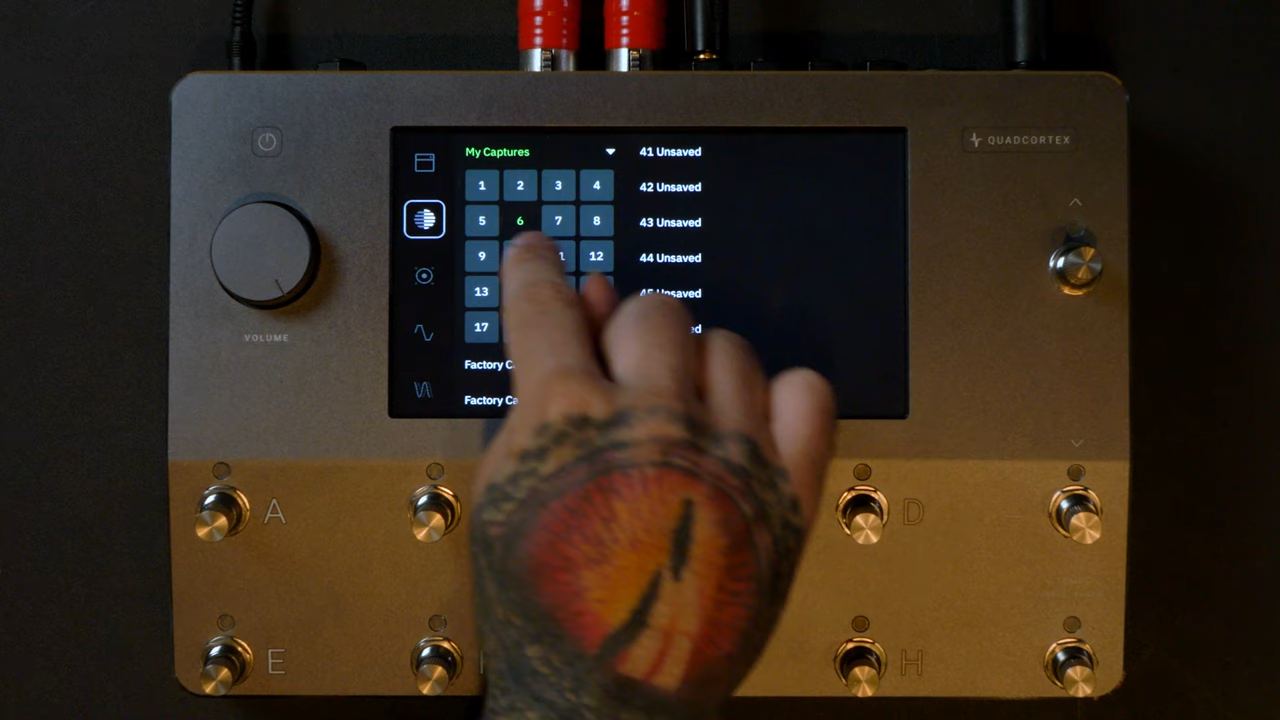 QUADCORTEX
VOLUME
My Captures
1 2 3 4
5 6 7 8
9 12
13
17
Factory
Factory
41 Unsaved
42 Unsaved
43 Unsaved
44 Unsaved
45 Unsaved
A D
E H